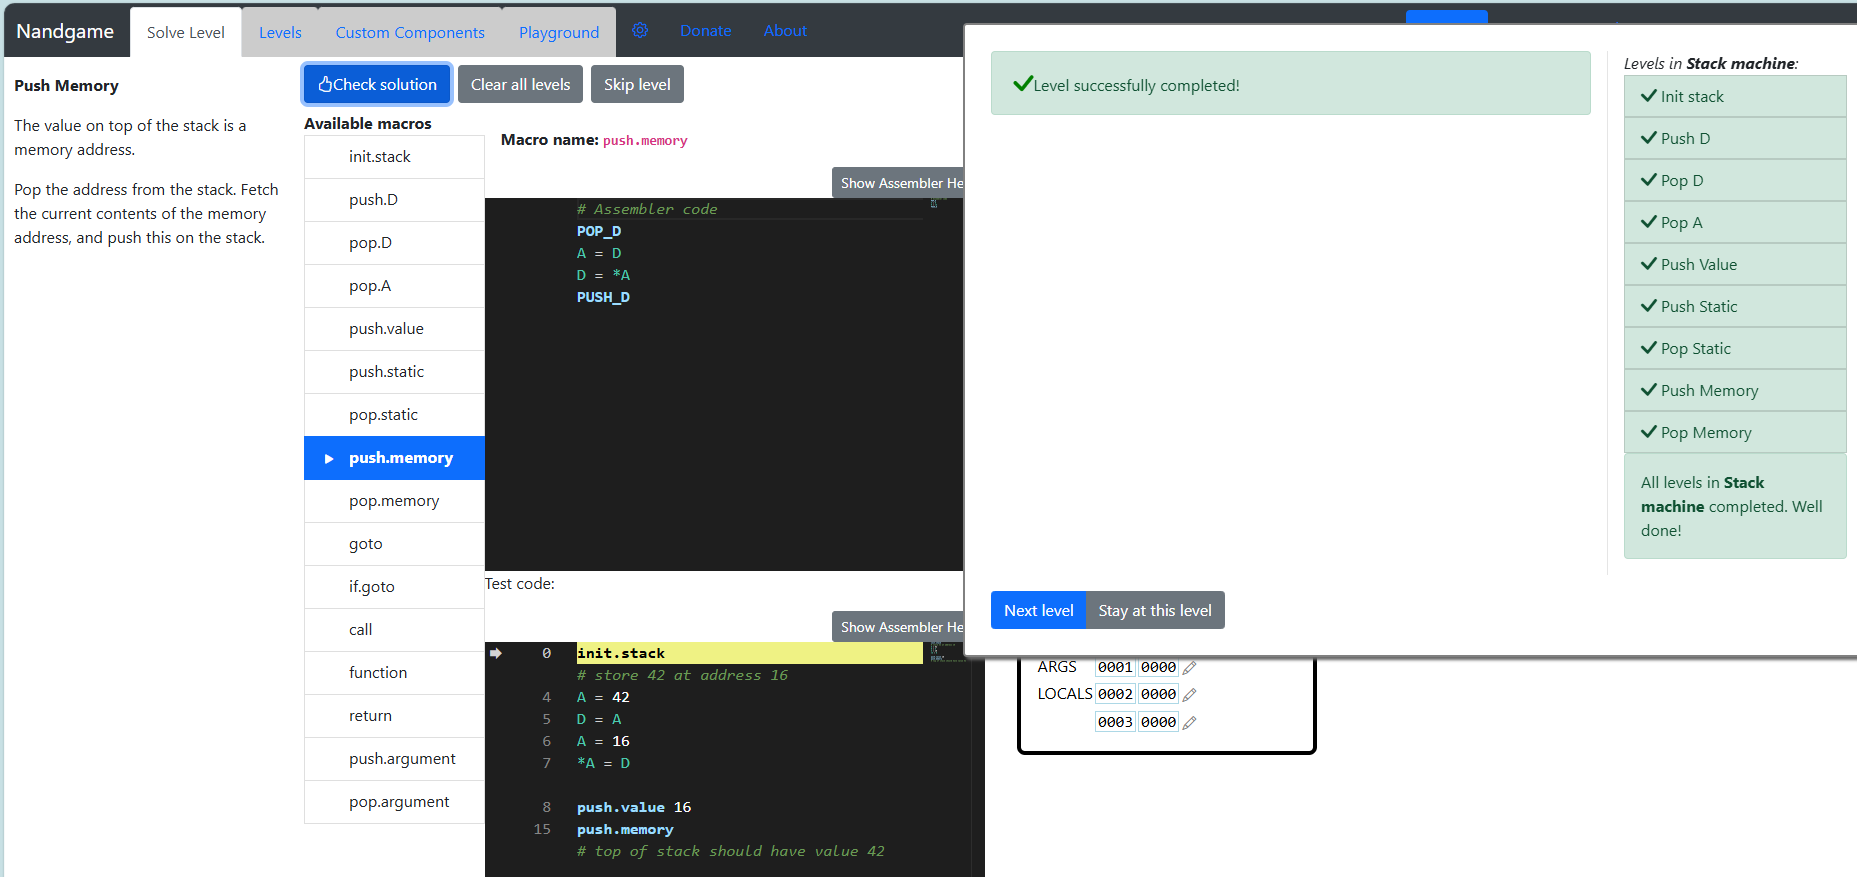 Nandgame
Solve Level
Levels
Custom Components
Playground
Donate
About
Push Memory
The value on top of the stack is a
memory address.
Pop the address from the stack. Fetch
the current contents of the memory
address, and push this on the stack.
Check solution
Clear all levels
Skip level
Available macros
init.stack
push.D
pop.D
pop.A
push.value
push.static
pop.static
push.memory
pop.memory
goto
if.goto
call
function
return
push.argument
pop.argument
Macro name: push.memory
Show Assembler He
# Assembler code
POP_D
A = D
D = *A
PUSH_D
Test code:
Show Assembler He
0 init.stack
# store 42 at address 16
4 A = 42
5 D = A
6 A = 16
7 *A = D
8 push.value 16
15 push.memory
# top of stack should have value 42
Level successfully completed!
Next level
Stay at this level
Levels in Stack machine:
Init stack
Push D
Pop D
Pop A
Push Value
Push Static
Pop Static
Push Memory
Pop Memory
All levels in Stack
machine completed. Well
done!
ARGS 0001 0000
LOCALS 0002 0000
0003 0000